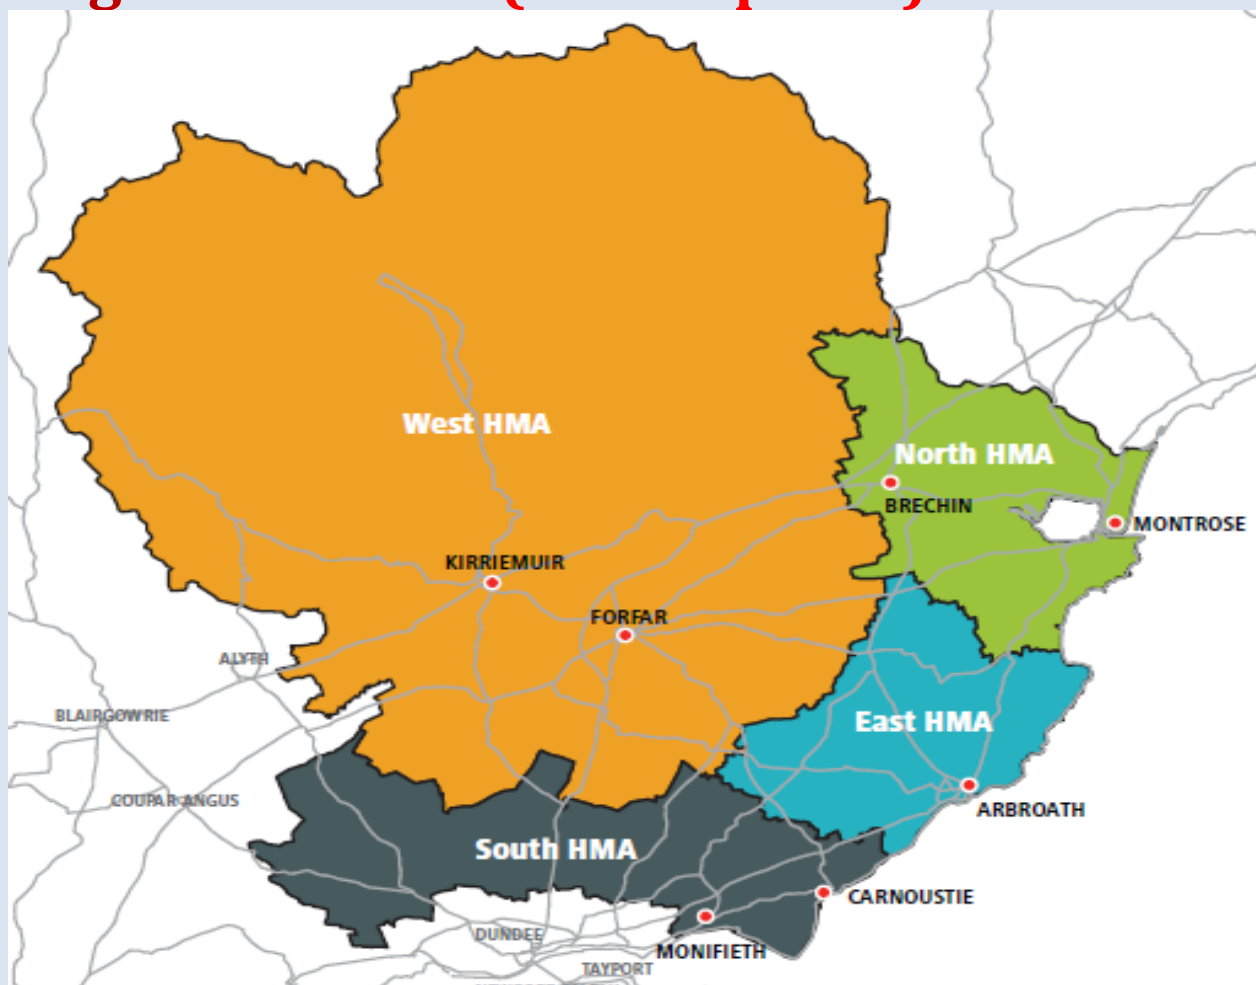 West HMA
North HMA
BRECHIN
MONTROSE
KIRRIEMUIR
FORFAR
ALYTH
BLAIRGOWRIE
East HMA
COUPAR ANGUS
ARBROATH
South HMA
CARNOUSTIE
DUNDEE
MONIFIETH
TAYPORT